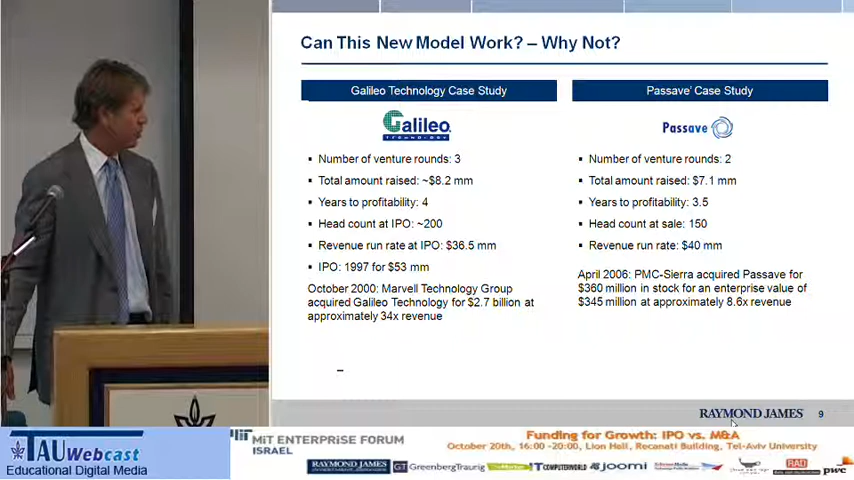 Can This New Model Work? – Why Not?
Galileo Technology Case Study
Galileo
TECHNOLOGY
▪ Number of venture rounds: 3
▪ Total amount raised: ~$8.2 mm
▪ Years to profitability: 4
▪ Head count at IPO: ~200
▪ Revenue run rate at IPO: $36.5 mm
▪ IPO: 1997 for $53 mm
October 2000: Marvell Technology Group
acquired Galileo Technology for $2.7 billion at
approximately 34x revenue
–
Passave' Case Study
Passave
▪ Number of venture rounds: 2
▪ Total amount raised: $7.1 mm
▪ Years to profitability: 3.5
▪ Head count at sale: 150
▪ Revenue run rate: $40 mm
April 2006: PMC-Sierra acquired Passave for
$360 million in stock for an enterprise value of
$345 million at approximately 8.6x revenue
RAYMOND JAMES 9
TAU Webcast
Educational Digital Media
MIT ENTERPRISE FORUM
ISRAEL
Funding for Growth: IPO vs. M&A
October 20th, 16:00 -20:00, Lion Hall, Recanati Building, Tel-Aviv University
RAYMOND JAMES
GT GreenbergTraurig
TheMarker
COMPUTERWORLD
joomi
RAD
pwc